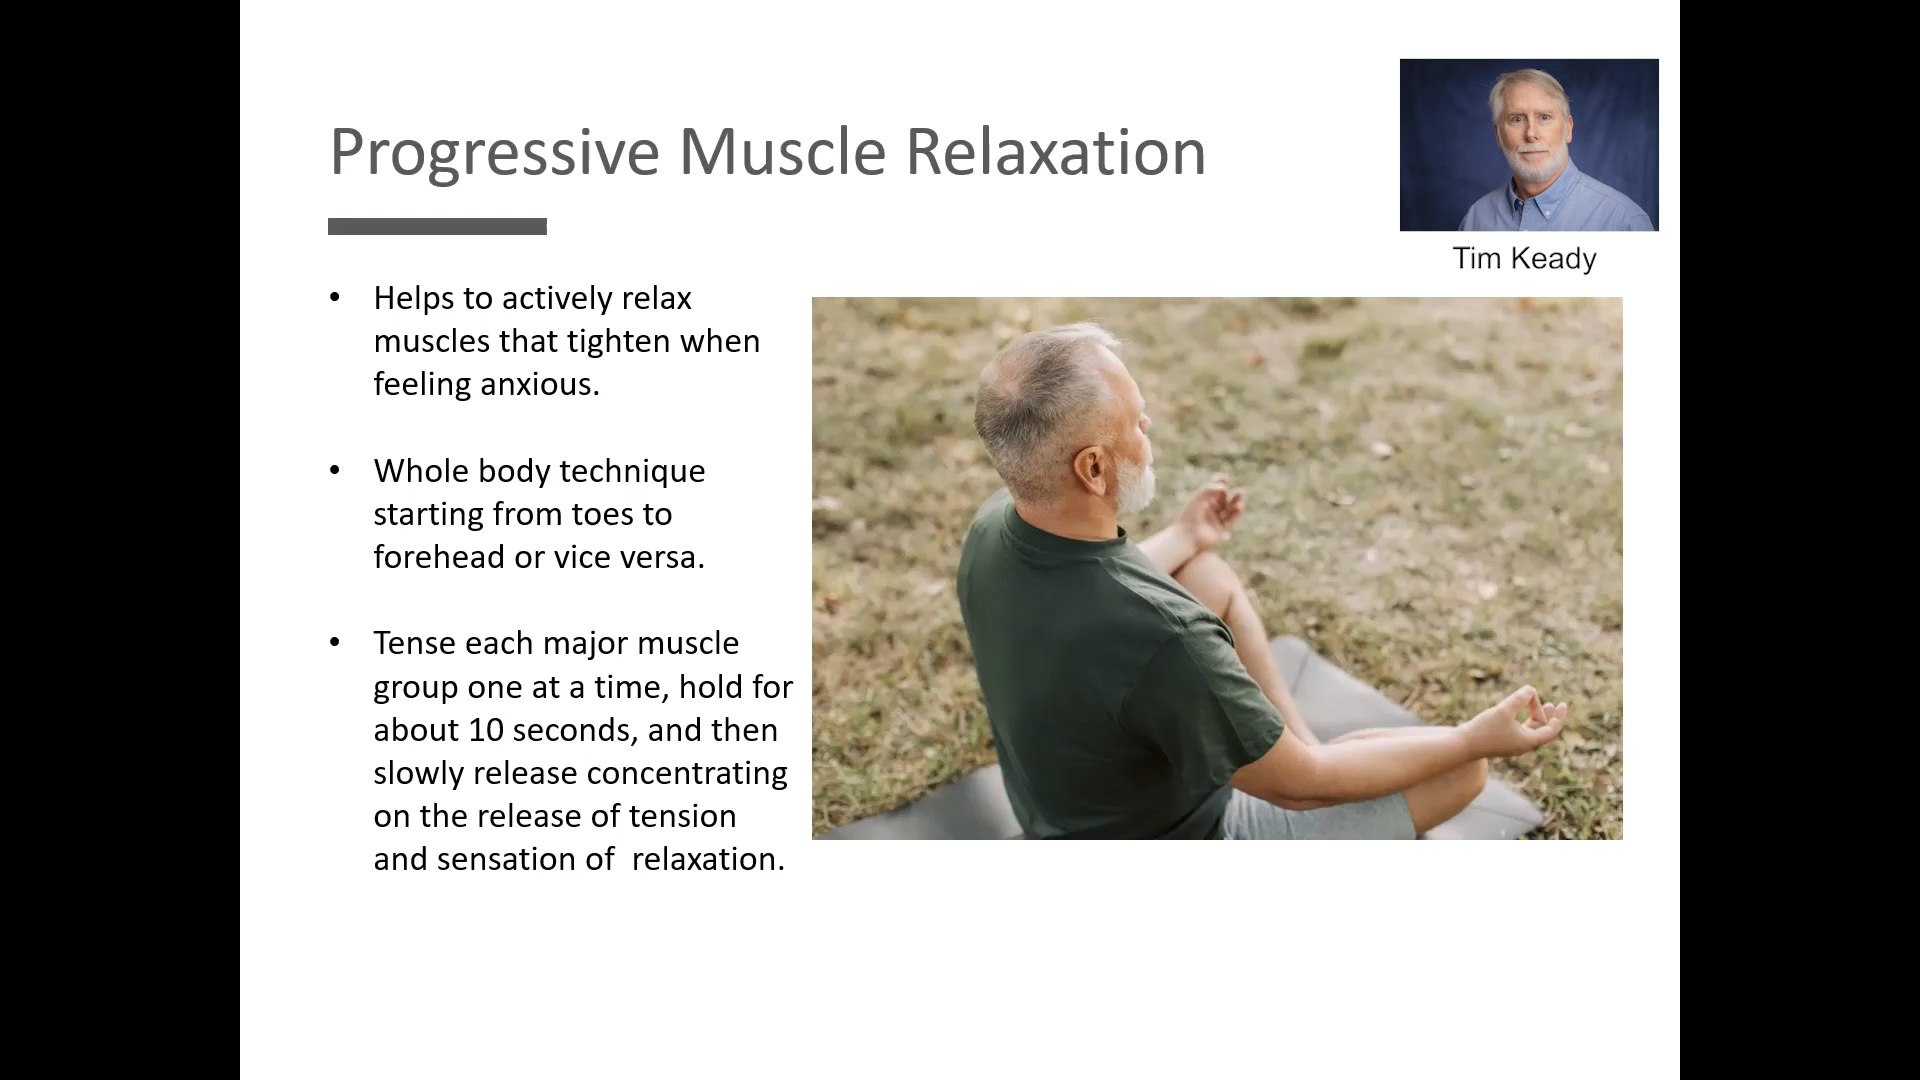 Progressive Muscle Relaxation
Tim Keady
• Helps to actively relax
muscles that tighten when
feeling anxious.
• Whole body technique
starting from toes to
forehead or vice versa.
• Tense each major muscle
group one at a time, hold for
about 10 seconds, and then
slowly release concentrating
on the release of tension
and sensation of  relaxation.